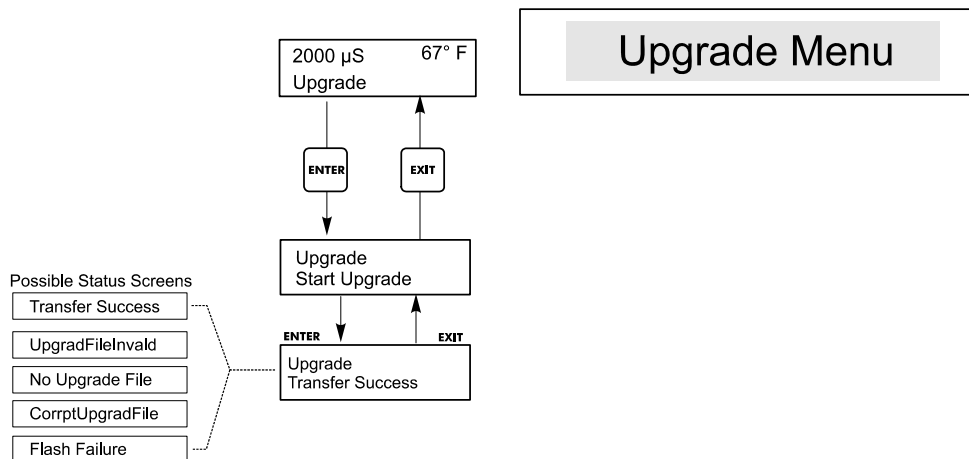 Upgrade Menu
2000 µS 67° F
Upgrade
ENTER EXIT
Upgrade
Start Upgrade
ENTER EXIT
Upgrade
Transfer Success
Possible Status Screens
Transfer Success
UpgradFileInvald
No Upgrade File
CorrptUpgradFile
Flash Failure